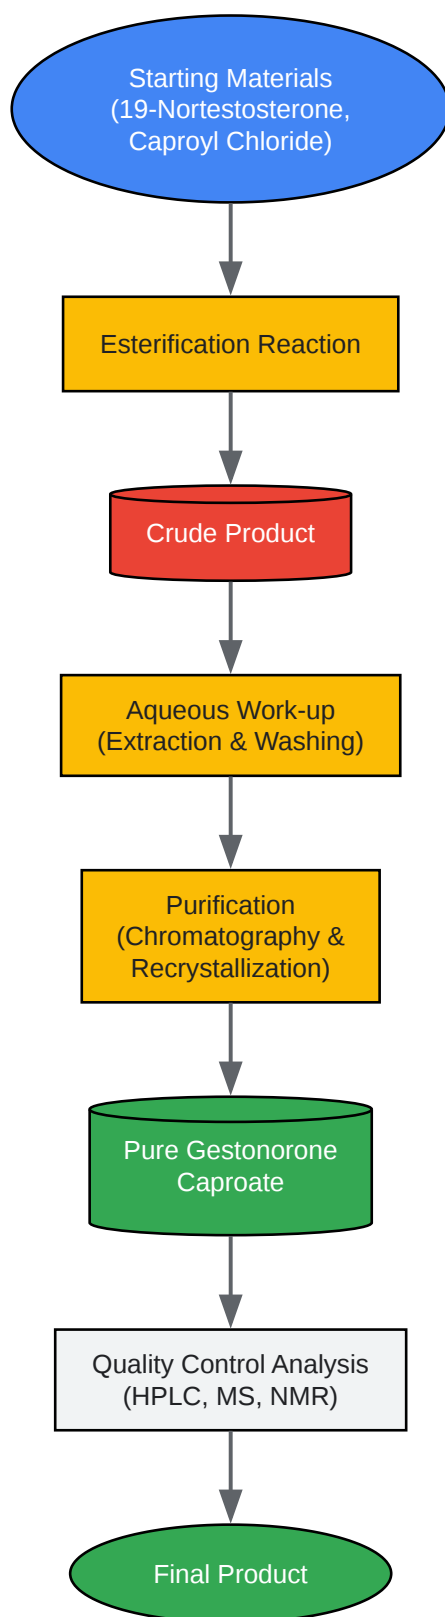 Starting Materials
(19-Nortestosterone,
Caproyl Chloride)
Esterification Reaction
Crude Product
Aqueous Work-up
(Extraction & Washing)
Purification
(Chromatography &
Recrystallization)
Pure Gestonorone
Caproate
Quality Control Analysis
(HPLC, MS, NMR)
Final Product